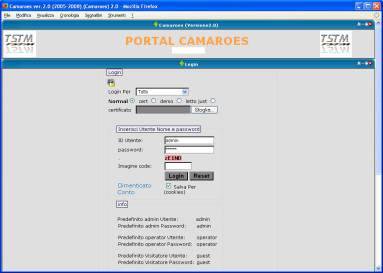 Camaroes ver. 2.0 (2005-2008) (Camaroes) 2.0 - Mozilla Firefox
File Modifica Visualizza Cronologia Segnalibri Strumenti ?
Camaroes (Versione2.0)
TSTM PORTAL CAMAROES TSTM
Login
Login
Login Per Tutto
Normal cert demo letto just
certificato Sfoglia...
Inserisci Utente Nome e password
ID Utente: admin
password: *****
Imagine code:
Login Reset
Dimenticato Conto
Salva Per (cookies)
info
Predefinito admin Utente: admin
Predefinito admin Password: admin
Predefinito operator Utente: operator
Predefinito operator Password: operator
Predefinito Visitatore Utente: guest
Predefinito Visitatore Password: guest